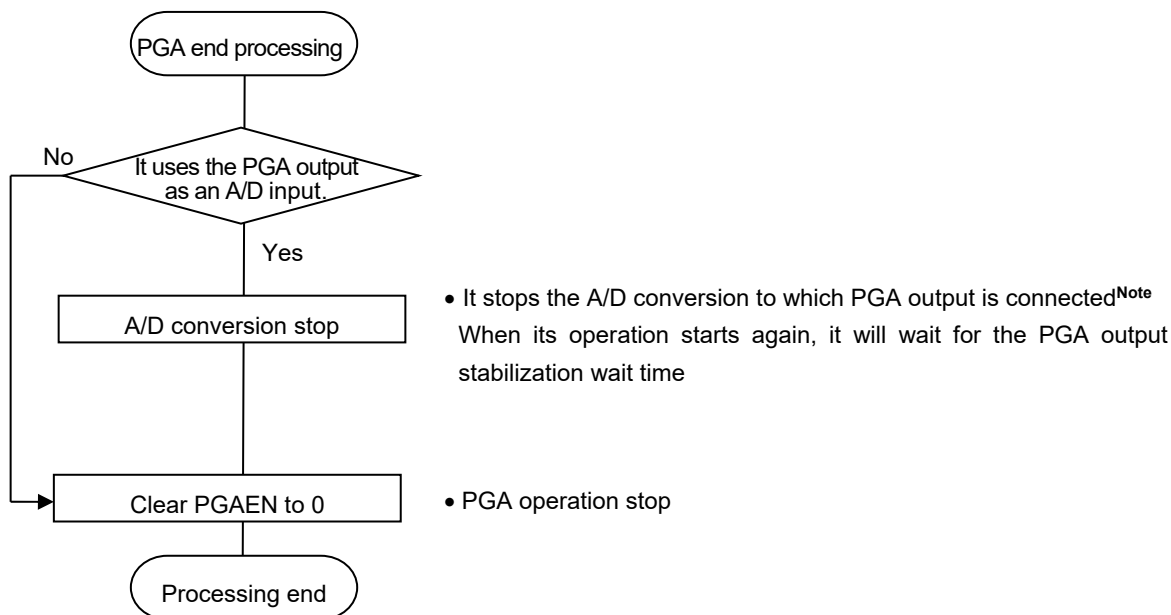 PGA end processing
No
It uses the PGA output
as an A/D input.
Yes
A/D conversion stop
• It stops the A/D conversion to which PGA output is connectedNote
When its operation starts again, it will wait for the PGA output
stabilization wait time
Clear PGAEN to 0
• PGA operation stop
Processing end